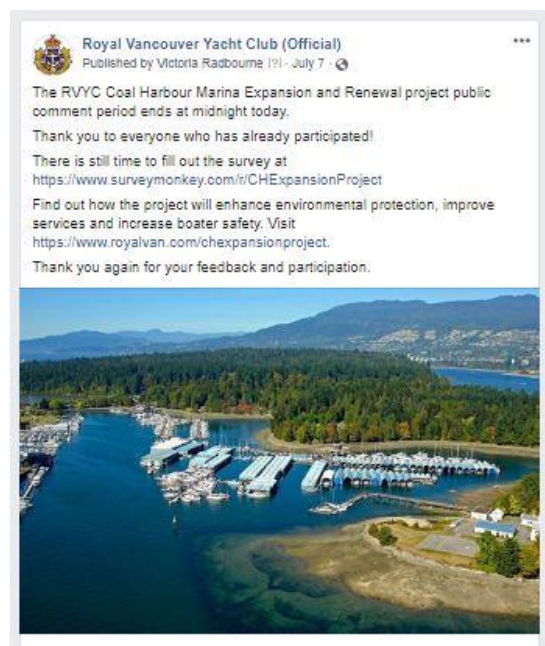 Royal Vancouver Yacht Club (Official)
Published by Victoria Radbourne [?] · July 7 ·
The RVYC Coal Harbour Marina Expansion and Renewal project public
comment period ends at midnight today.
Thank you to everyone who has already participated!
There is still time to fill out the survey at
https://www.surveymonkey.com/r/CHExpansionProject
Find out how the project will enhance environmental protection, improve
services and increase boater safety. Visit
https://www.royalvan.com/chexpansionproject.
Thank you again for your feedback and participation.